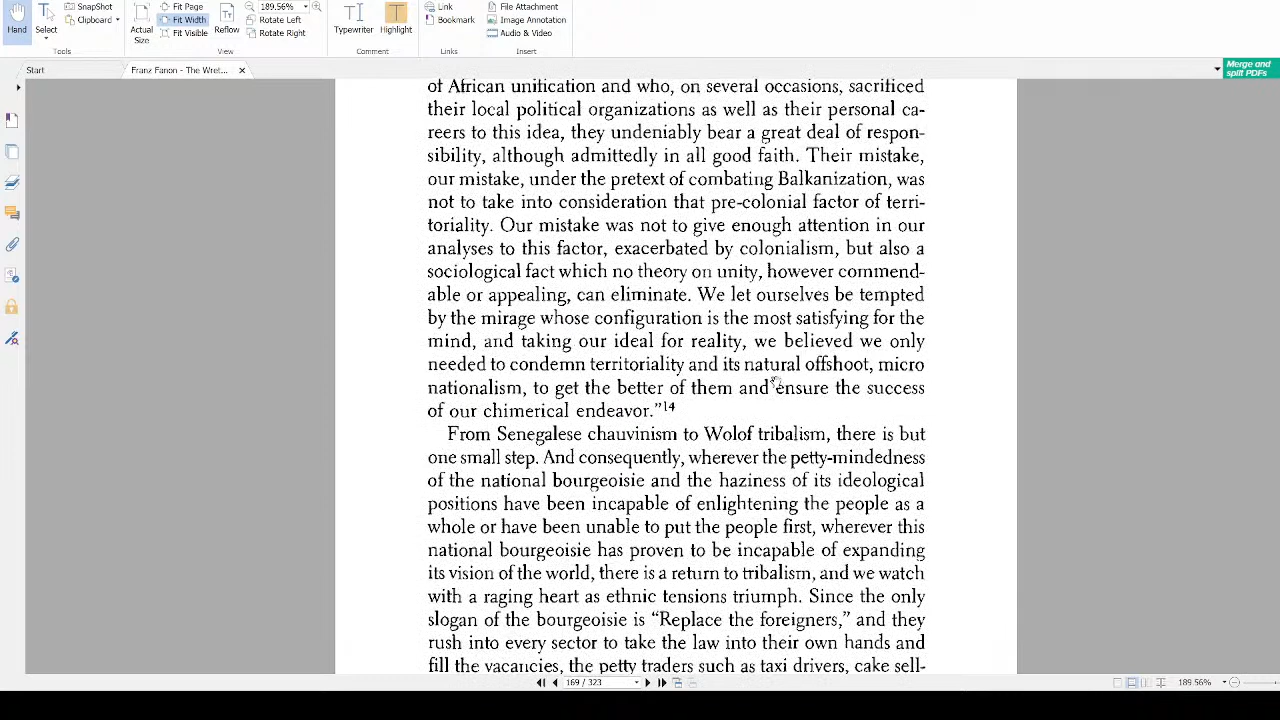 Hand
Select
SnapShot
Clipboard
Tools
Actual
Size
Fit Page
Fit Width
Fit Visible
Reflow
189.56%
Rotate Left
Rotate Right
View
Typewriter
Highlight
Comment
Link
Bookmark
Links
File Attachment
Image Annotation
Audio & Video
Insert
Start
Franz Fanon - The Wret...
Merge and
split PDFs
of African unification and who, on several occasions, sacrificed
their local political organizations as well as their personal ca-
reers to this idea, they undeniably bear a great deal of respon-
sibility, although admittedly in all good faith. Their mistake,
our mistake, under the pretext of combating Balkanization, was
not to take into consideration that pre-colonial factor of terri-
toriality. Our mistake was not to give enough attention in our
analyses to this factor, exacerbated by colonialism, but also a
sociological fact which no theory on unity, however commend-
able or appealing, can eliminate. We let ourselves be tempted
by the mirage whose configuration is the most satisfying for the
mind, and taking our ideal for reality, we believed we only
needed to condemn territoriality and its natural offshoot, micro
nationalism, to get the better of them and ensure the success
of our chimerical endeavor.”14
From Senegalese chauvinism to Wolof tribalism, there is but
one small step. And consequently, wherever the petty-mindedness
of the national bourgeoisie and the haziness of its ideological
positions have been incapable of enlightening the people as a
whole or have been unable to put the people first, wherever this
national bourgeoisie has proven to be incapable of expanding
its vision of the world, there is a return to tribalism, and we watch
with a raging heart as ethnic tensions triumph. Since the only
slogan of the bourgeoisie is “Replace the foreigners,” and they
rush into every sector to take the law into their own hands and
fill the vacancies, the petty traders such as taxi drivers, cake sell-
169 / 323
189.56%